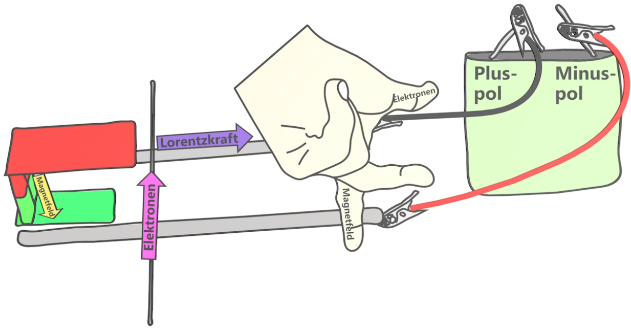 Plus-
pol
Minus-
pol
Elektronen
Lorentzkraft
Magnetfeld
Elektronen
Magnetfeld